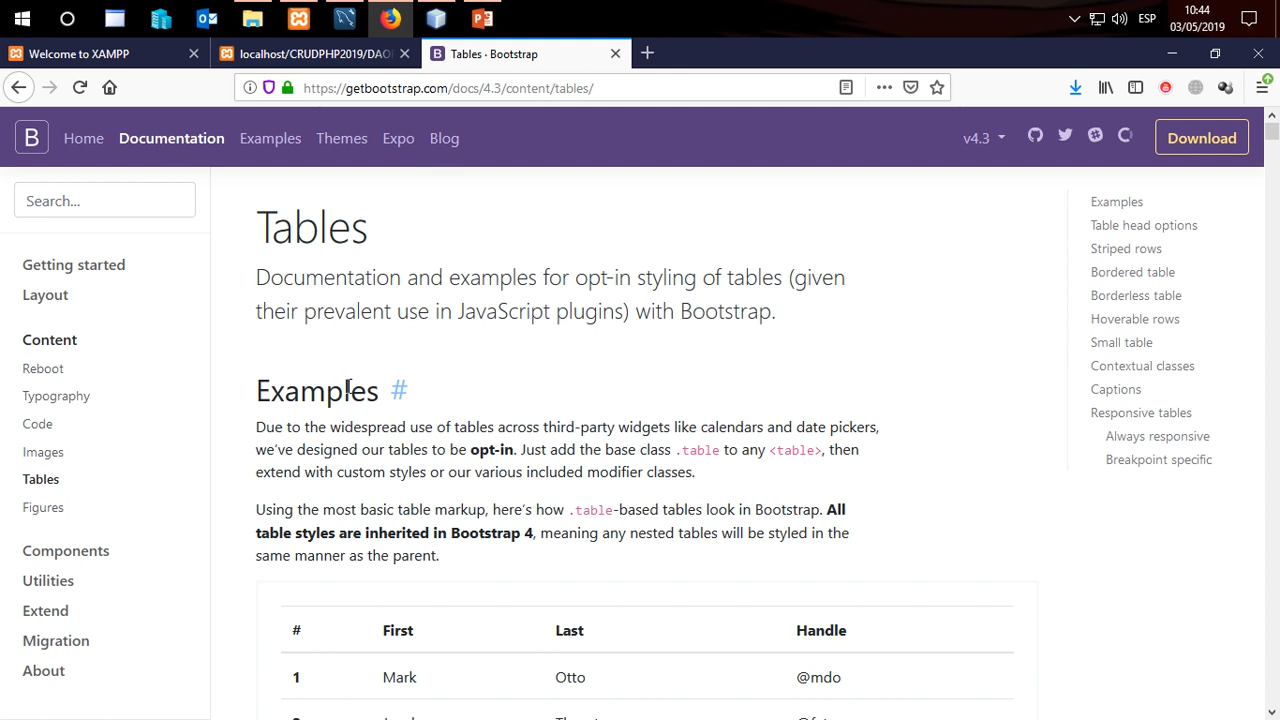 10:44
ESP
03/05/2019
Welcome to XAMPP
localhost/CRUDPHP2019/DAO
Tables · Bootstrap
https://getbootstrap.com/docs/4.3/content/tables/
B Home Documentation Examples Themes Expo Blog v4.3 Download
Search...
Getting started
Layout
Content
Reboot
Typography
Code
Images
Tables
Figures
Components
Utilities
Extend
Migration
About
Tables
Documentation and examples for opt-in styling of tables (given
their prevalent use in JavaScript plugins) with Bootstrap.
Examples #
Due to the widespread use of tables across third-party widgets like calendars and date pickers,
we've designed our tables to be opt-in. Just add the base class .table to any <table>, then
extend with custom styles or our various included modifier classes.
Using the most basic table markup, here's how .table-based tables look in Bootstrap. All
table styles are inherited in Bootstrap 4, meaning any nested tables will be styled in the
same manner as the parent.
# First Last Handle
1 Mark Otto @mdo
Examples
Table head options
Striped rows
Bordered table
Borderless table
Hoverable rows
Small table
Contextual classes
Captions
Responsive tables
Always responsive
Breakpoint specific